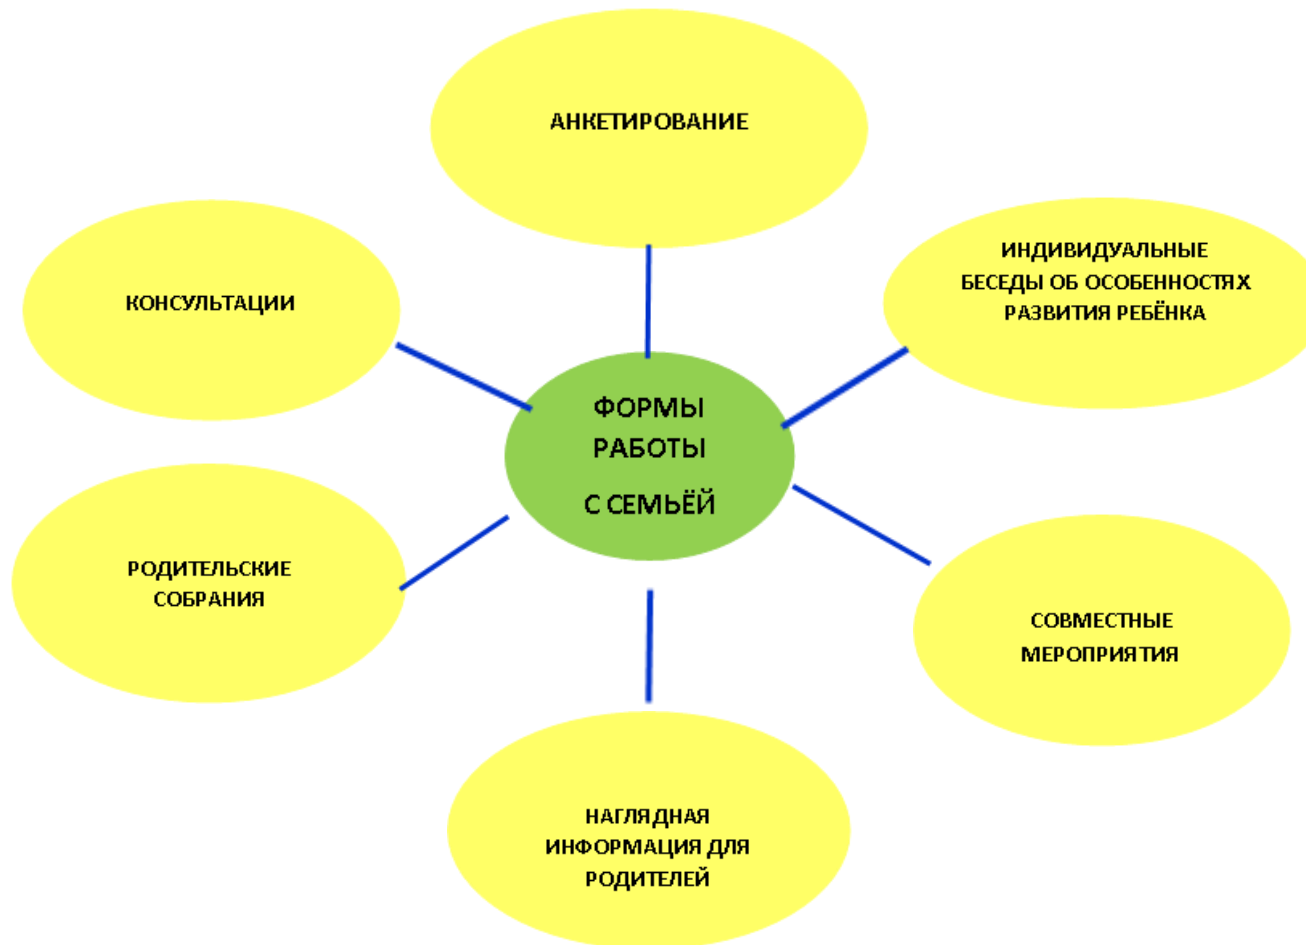 АНКЕТИРОВАНИЕ
ИНДИВИДУАЛЬНЫЕ
БЕСЕДЫ ОБ ОСОБЕННОСТЯХ
РАЗВИТИЯ РЕБЁНКА
КОНСУЛЬТАЦИИ
ФОРМЫ
РАБОТЫ
С СЕМЬЁЙ
РОДИТЕЛЬСКИЕ
СОБРАНИЯ
СОВМЕСТНЫЕ
МЕРОПРИЯТИЯ
НАГЛЯДНАЯ
ИНФОРМАЦИЯ ДЛЯ
РОДИТЕЛЕЙ